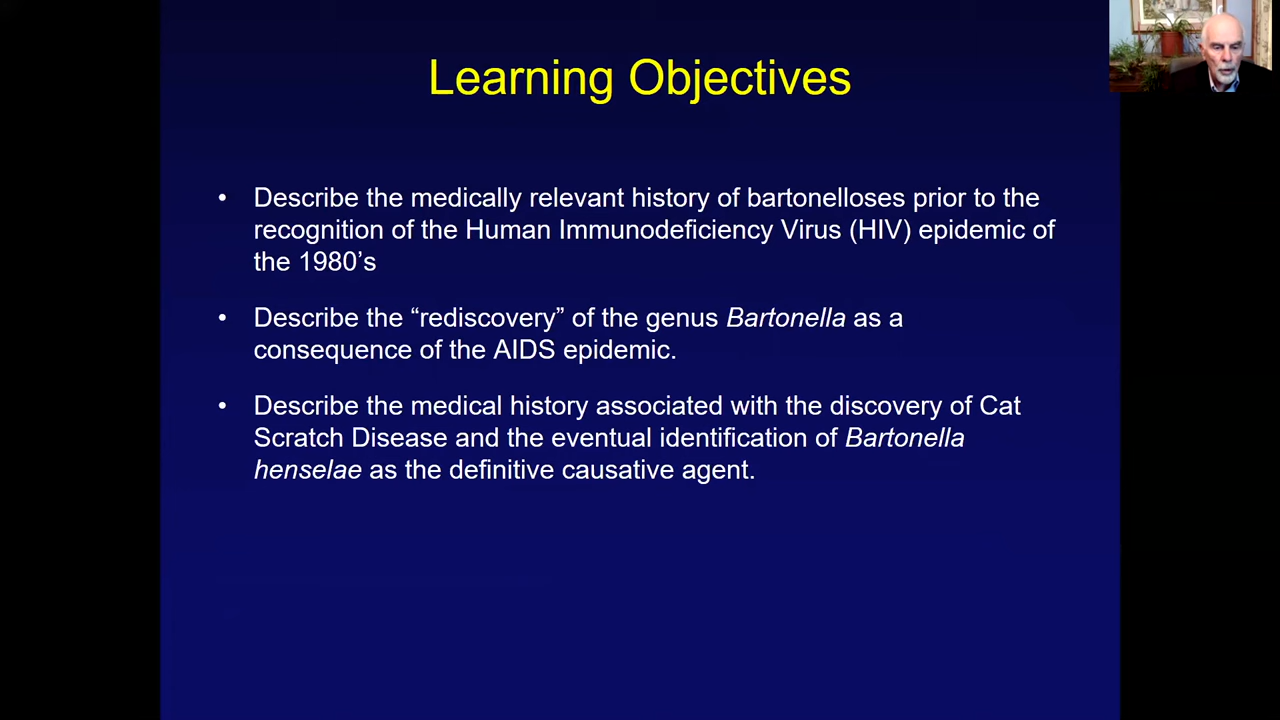 Learning Objectives
• Describe the medically relevant history of bartonelloses prior to the
recognition of the Human Immunodeficiency Virus (HIV) epidemic of
the 1980’s
• Describe the “rediscovery” of the genus Bartonella as a
consequence of the AIDS epidemic.
• Describe the medical history associated with the discovery of Cat
Scratch Disease and the eventual identification of Bartonella
henselae as the definitive causative agent.